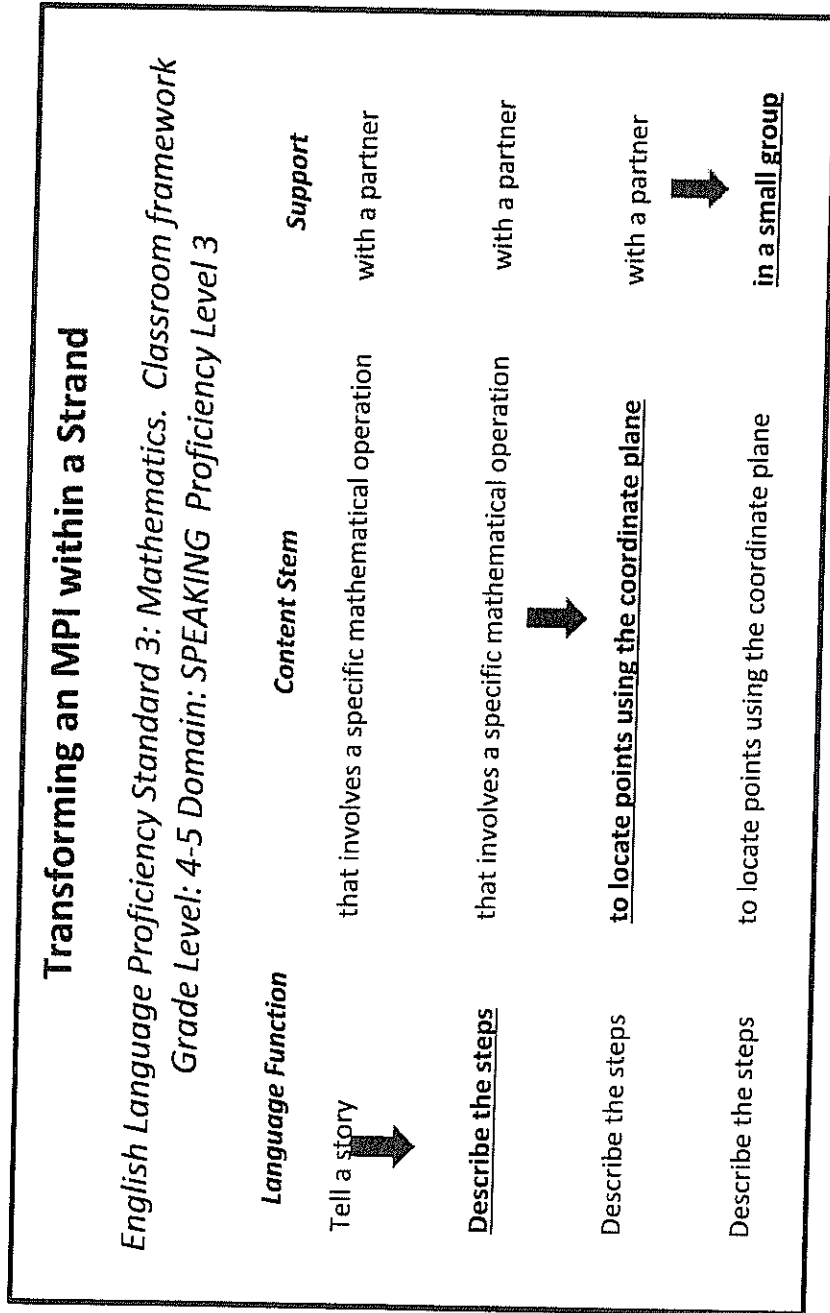 Transforming an MPI within a Strand
English Language Proficiency Standard 3: Mathematics. Classroom framework
Grade Level: 4-5 Domain: SPEAKING Proficiency Level 3
Language Function Content Stem Support
Tell a story that involves a specific mathematical operation with a partner
Describe the steps that involves a specific mathematical operation with a partner
Describe the steps to locate points using the coordinate plane with a partner
Describe the steps to locate points using the coordinate plane in a small group